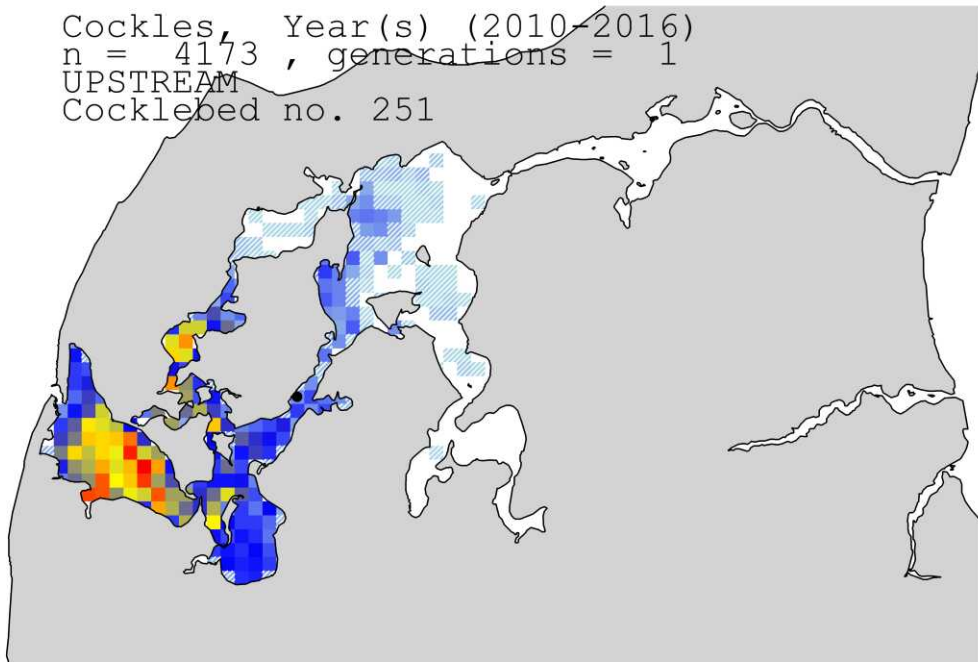 Cockles,  Year(s) (2010-2016)
n =  4173 , generations =  1
UPSTREAM
Cocklebed no. 251